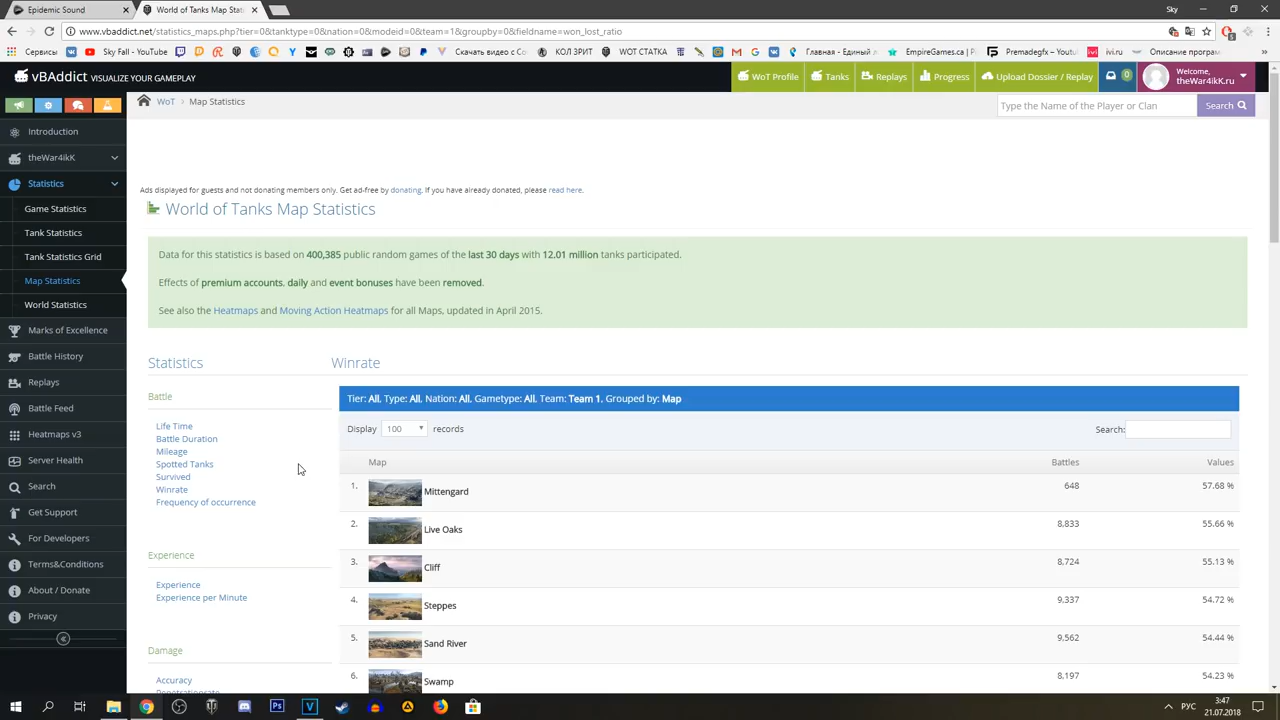 Epidemic Sound
WoT Map Stati
Sky
www.vbaddict.net/statistics_maps.php?tier=0&tanktype=0&nation=0&modeid=0&team=1&groupby=0&fieldname=won_lost_ratio
Сервисы
Sky Fall - YouTube
Скачать видео с Со
КОЛ ЗРИТ
WOT СТАТКА
Главная - Единый
EmpireGames.ca | Р
Premadegfx – Yout
ivi.ru
Описание програм
vBAddict VISUALIZE YOUR GAMEPLAY
WoT Profile
Tanks
Replays
Progress
Upload Dossier / Replay
0
Welcome,
theWar4ikK.ru
WoT
Map Statistics
Type the Name of the Player or Clan
Search
Introduction
theWar4ikK
Statistics
Game Statistics
Tank Statistics
Tank Statistics Grid
Map Statistics
World Statistics
Marks of Excellence
Battle History
Replays
Battle Feed
Heatmaps v3
Server Health
Search
Get Support
For Developers
Terms&Conditions
About / Donate
Privacy
Ads displayed for guests and not donating members only. Get ad-free by donating. If you have already donated, please read here.
World of Tanks Map Statistics
Data for this statistics is based on 400,385 public random games of the last 30 days with 12.01 million tanks participated.
Effects of premium accounts, daily and event bonuses have been removed.
See also the Heatmaps and Moving Action Heatmaps for all Maps, updated in April 2015.
Statistics
Battle
Life Time
Battle Duration
Mileage
Spotted Tanks
Survived
Winrate
Frequency of occurrence
Experience
Experience
Experience per Minute
Damage
Accuracy
Penetrationrate
Winrate
Tier: All, Type: All, Nation: All, Gametype: All, Team: Team 1, Grouped by: Map
Display 100 records
Search:
Map Battles Values
1. Mittengard 648 57.68 %
2. Live Oaks 8,833 55.66 %
3. Cliff 8,724 55.13 %
4. Steppes 9,337 54.72 %
5. Sand River 9,562 54.44 %
6. Swamp 8,197 54.23 %
РУС
3:47
21.07.2018